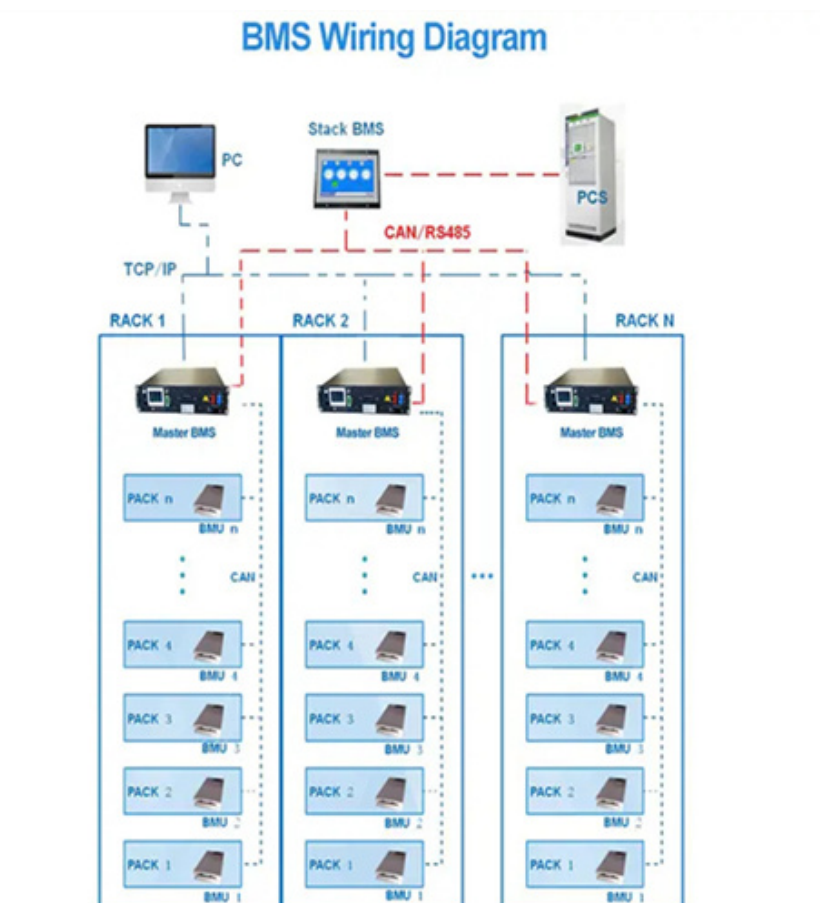 BMS Wiring Diagram
Stack BMS
PC
PCS
CAN/RS485
TCP/IP
RACK 1
RACK 2
RACK N
Master BMS
Master BMS
Master BMS
PACK n
PACK n
PACK n
BMU n
BMU n
BMU n
CAN
CAN
...
CAN
PACK 4
PACK 4
PACK 4
BMU 4
BMU 4
BMU 4
PACK 3
PACK 3
PACK 3
BMU 3
BMU 3
BMU 3
PACK 2
PACK 2
PACK 2
BMU 2
BMU 2
BMU 2
PACK 1
PACK 1
PACK 1
BMU 1
BMU 1
BMU 1